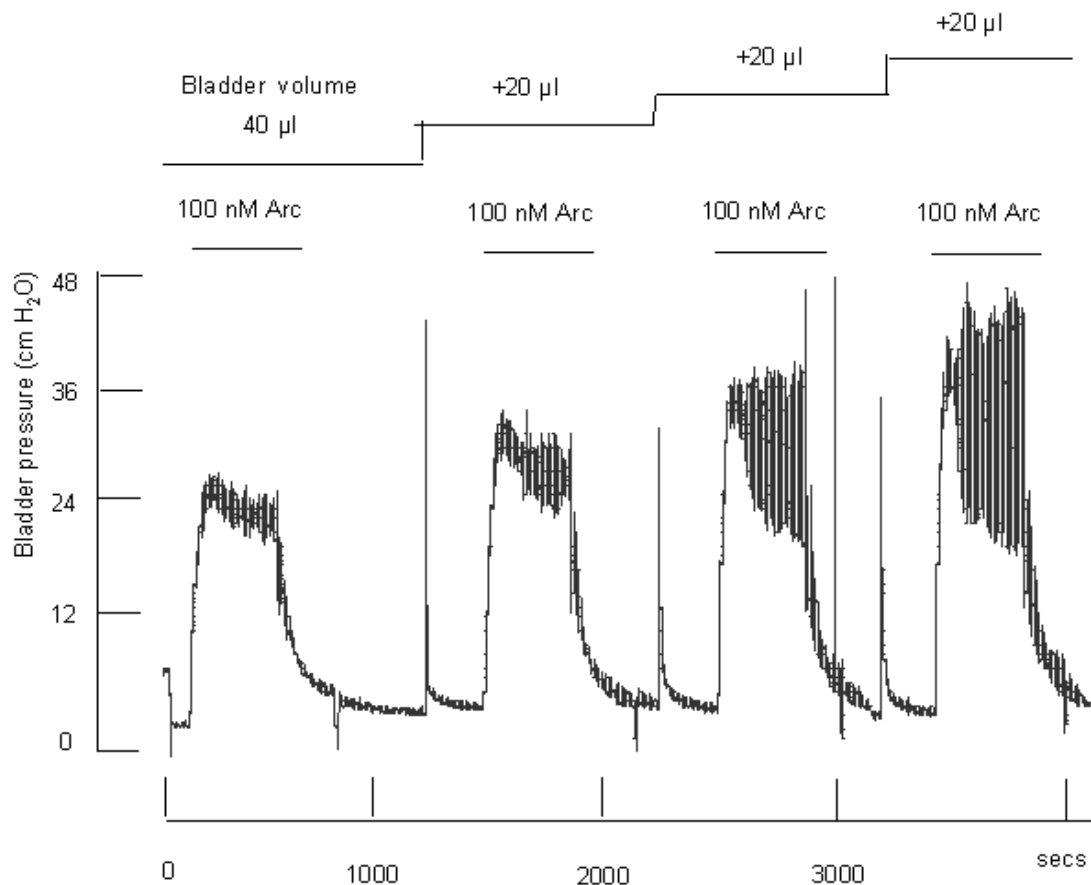 +20 µl
+20 µl
+20 µl
Bladder volume
40 µl
100 nM Arc
100 nM Arc
100 nM Arc
100 nM Arc
Bladder pressure (cm H₂O)
48
36
24
12
0
0
1000
2000
3000
secs